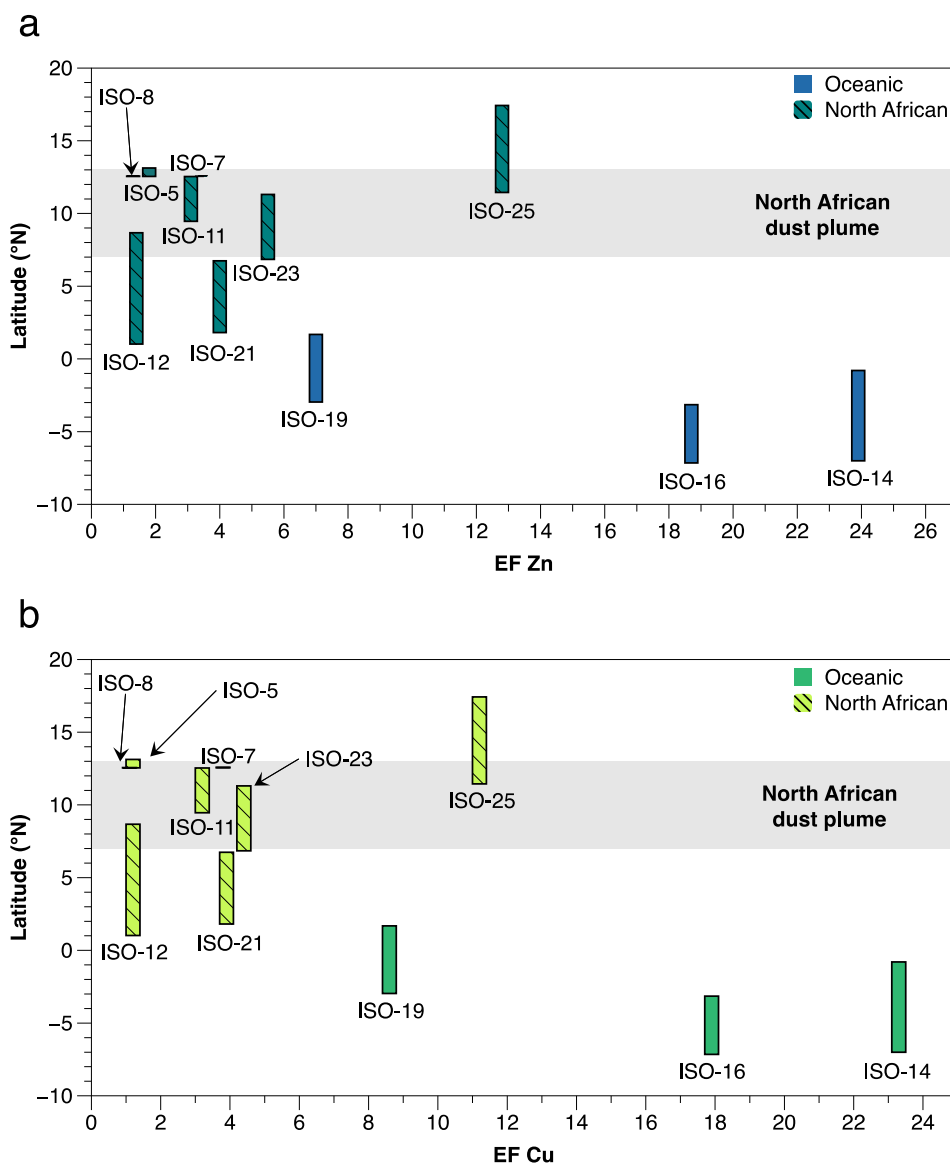 a
20
15
10
5
0
−5
−10
Latitude (°N)
Oceanic
North African
ISO-8
ISO-7
ISO-5
ISO-25
North African
dust plume
ISO-11
ISO-23
ISO-21
ISO-12
ISO-19
ISO-16
ISO-14
0 2 4 6 8 10 12 14 16 18 20 22 24 26
EF Zn
b
20
15
10
5
0
−5
−10
Latitude (°N)
Oceanic
North African
ISO-8
ISO-5
ISO-7
ISO-23
ISO-25
North African
dust plume
ISO-11
ISO-21
ISO-12
ISO-19
ISO-16
ISO-14
0 2 4 6 8 10 12 14 16 18 20 22 24
EF Cu